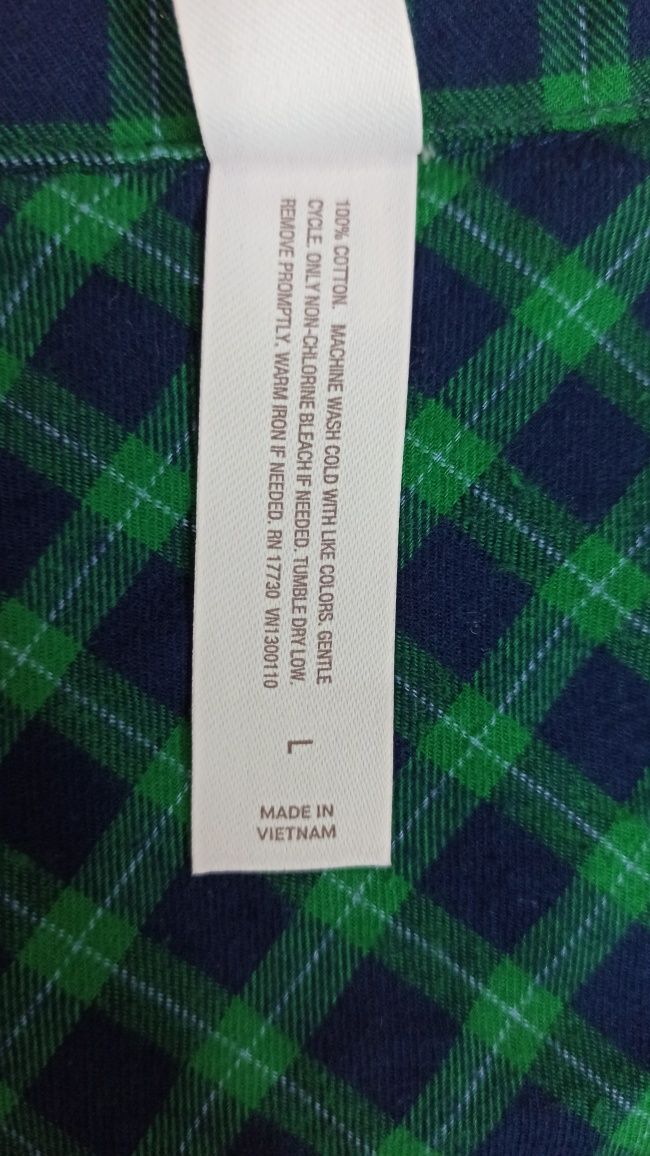 100% COTTON. MACHINE WASH COLD WITH LIKE COLORS. GENTLE
CYCLE. ONLY NON-CHLORINE BLEACH IF NEEDED. TUMBLE DRY LOW.
REMOVE PROMPTLY. WARM IRON IF NEEDED. RN 17730 VN1300110
L
MADE IN
VIETNAM